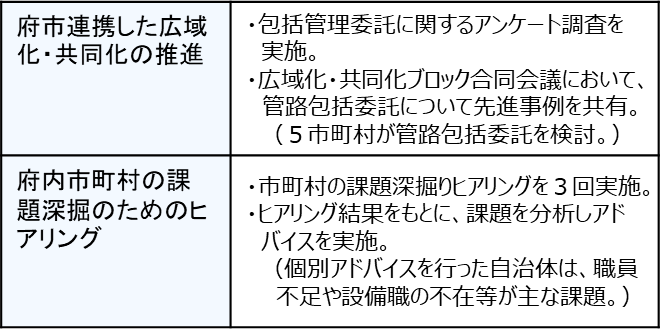 府市連携した広域
化・共同化の推進
・包括管理委託に関するアンケート調査を
実施。
・広域化・共同化ブロック合同会議において、
管路包括委託について先進事例を共有。
（５市町村が管路包括委託を検討。）
府内市町村の課
題深掘のためのヒ
アリング
・市町村の課題深掘りヒアリングを３回実施。
・ヒアリング結果をもとに、課題を分析しアド
バイスを実施。
（個別アドバイスを行った自治体は、職員
不足や設備職の不在等が主な課題。）